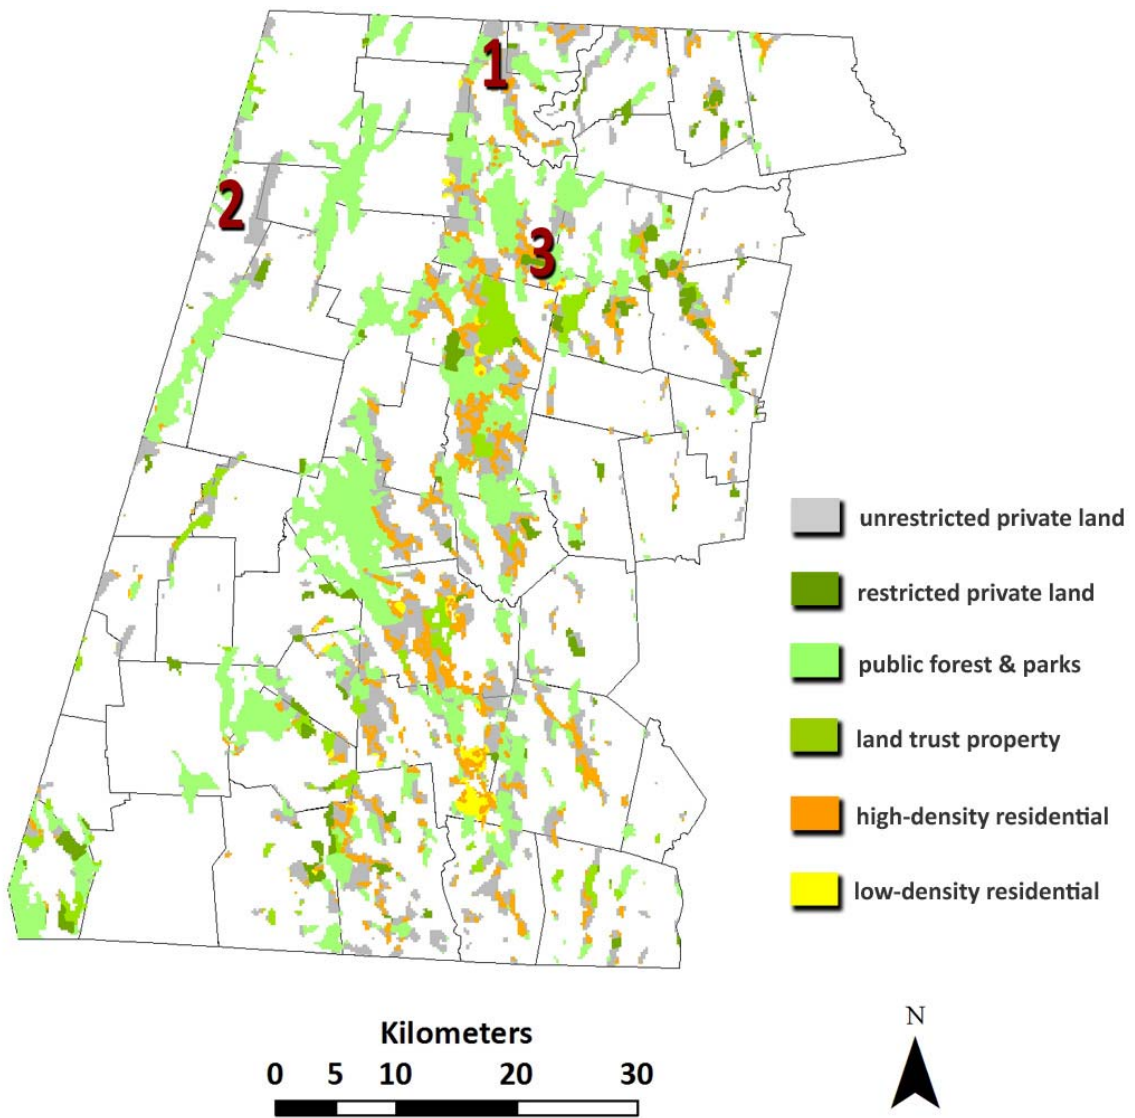 1
2
3
unrestricted private land
restricted private land
public forest & parks
land trust property
high-density residential
low-density residential
Kilometers
0 5 10 20 30
N